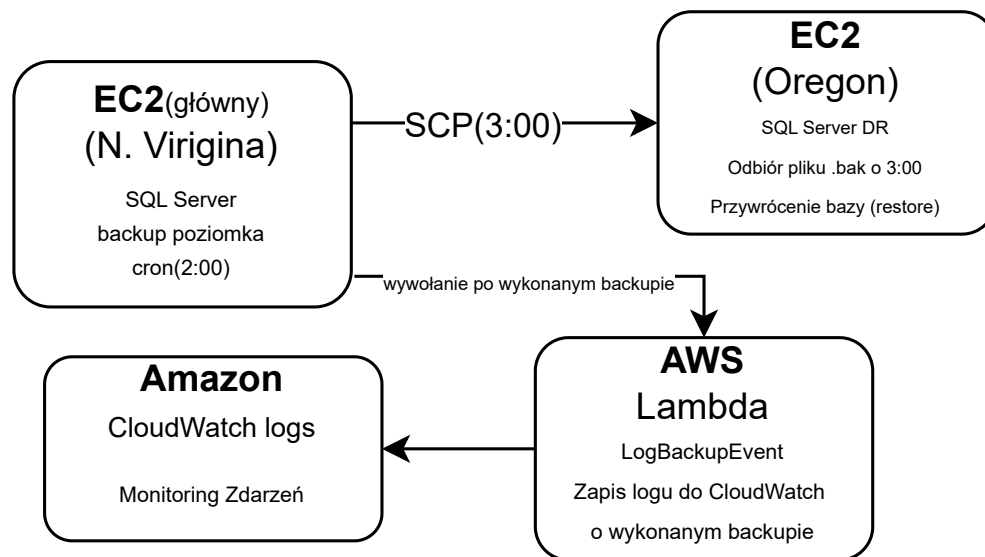 EC2(główny)
(N. Virigina)
SQL Server
backup poziomka
cron(2:00)
SCP(3:00)
EC2
(Oregon)
SQL Server DR
Odbiór pliku .bak o 3:00
Przywrócenie bazy (restore)
wywołanie po wykonanym backupie
AWS
Lambda
LogBackupEvent
Zapis logu do CloudWatch
o wykonanym backupie
Amazon
CloudWatch logs
Monitoring Zdarzeń